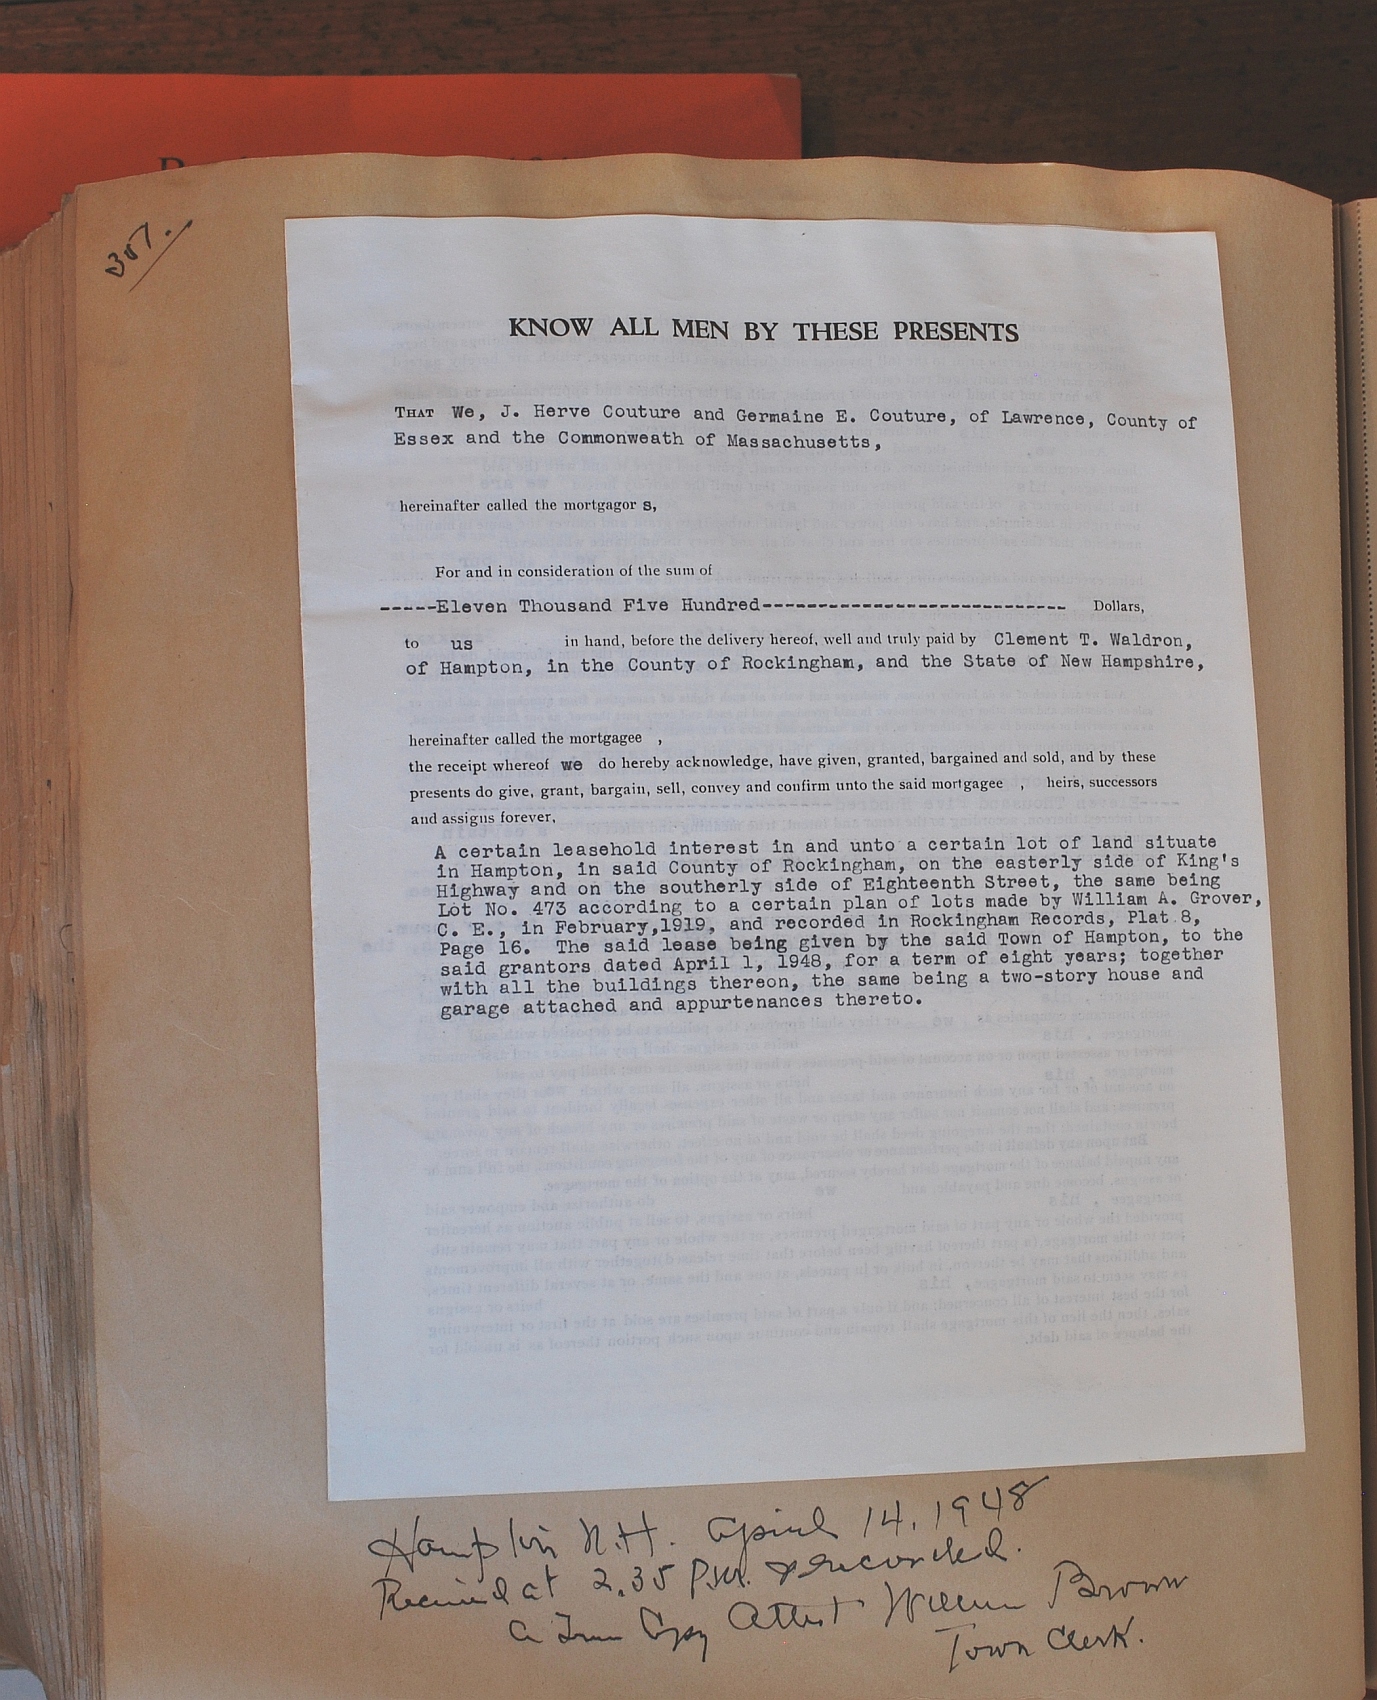 357.
KNOW ALL MEN BY THESE PRESENTS
THAT We, J. Herve Couture and Germaine E. Couture, of Lawrence, County of
Essex and the Commonweath of Massachusetts,
hereinafter called the mortgagor s,
For and in consideration of the sum of
-----Eleven Thousand Five Hundred---------------------------- Dollars,
to us in hand, before the delivery hereof, well and truly paid by Clement T. Waldron,
of Hampton, in the County of Rockingham, and the State of New Hampshire,
hereinafter called the mortgagee ,
the receipt whereof we do hereby acknowledge, have given, granted, bargained and sold, and by these
presents do give, grant, bargain, sell, convey and confirm unto the said mortgagee , heirs, successors
and assigns forever,
A certain leasehold interest in and unto a certain lot of land situate
in Hampton, in said County of Rockingham, on the easterly side of King's
Highway and on the southerly side of Eighteenth Street, the same being
Lot No. 473 according to a certain plan of lots made by William A. Grover,
C. E., in February,1919, and recorded in Rockingham Records, Plat 8,
Page 16. The said lease being given by the said Town of Hampton, to the
said grantors dated April 1, 1948, for a term of eight years; together
with all the buildings thereon, the same being a two-story house and
garage attached and appurtenances thereto.
Hampton N.H. April 14, 1948
Received at 2.35 P.M. & recorded.
A True Copy Attest William Brown
Town Clerk.